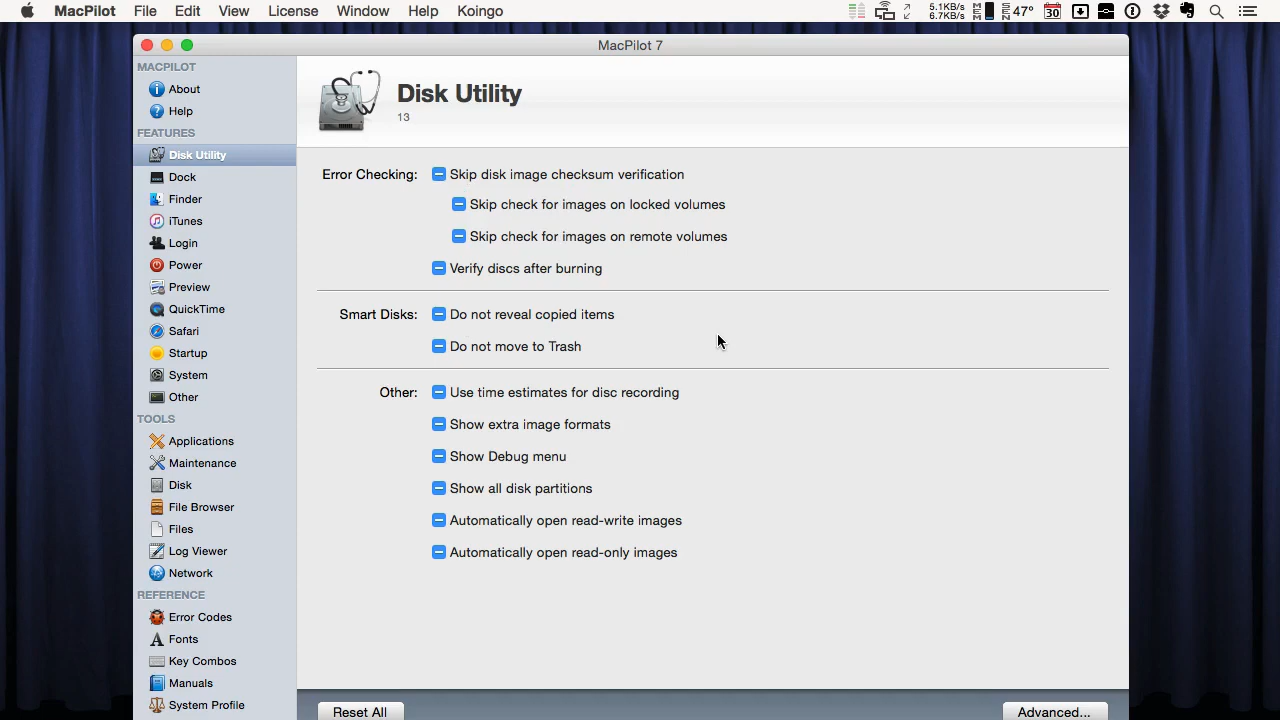 MacPilot File Edit View License Window Help Koingo 5.1KB/s 6.7KB/s MEM 47° 30
MacPilot 7
MACPILOT
About
Help
FEATURES
Disk Utility
Dock
Finder
iTunes
Login
Power
Preview
QuickTime
Safari
Startup
System
Other
TOOLS
Applications
Maintenance
Disk
File Browser
Files
Log Viewer
Network
REFERENCE
Error Codes
Fonts
Key Combos
Manuals
System Profile
Disk Utility
13
Error Checking: Skip disk image checksum verification
Skip check for images on locked volumes
Skip check for images on remote volumes
Verify discs after burning
Smart Disks: Do not reveal copied items
Do not move to Trash
Other: Use time estimates for disc recording
Show extra image formats
Show Debug menu
Show all disk partitions
Automatically open read-write images
Automatically open read-only images
Reset All Advanced...